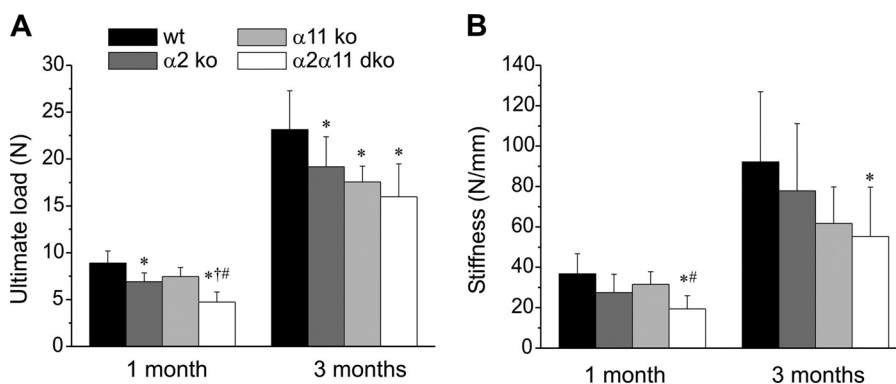 A
wt
α11 ko
α2 ko
α2α11 dko
Ultimate load (N)
30
25
20
15
10
5
0
*
*†#
*
*
*
1 month
3 months
B
Stiffness (N/mm)
140
120
100
80
60
40
20
0
*#
*
1 month
3 months